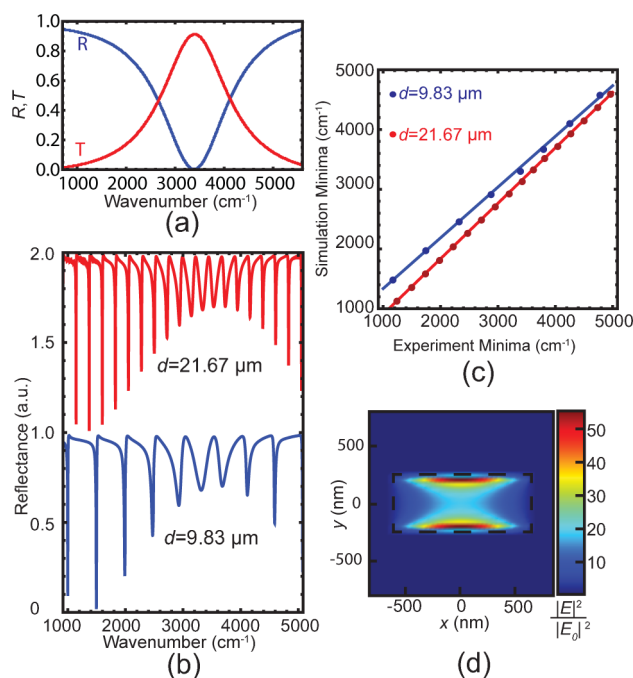 1.0
0.8
0.6
0.4
0.2
0.0
R,T
R
T
1000 2000 3000 4000 5000
Wavenumber (cm⁻¹)
(a)
2.0
1.5
1.0
0.5
0
Reflectance (a.u.)
d=21.67 μm
d=9.83 μm
1000 2000 3000 4000 5000
Wavenumber (cm⁻¹)
(b)
5000
4000
3000
2000
1000
Simulation Minima (cm⁻¹)
d=9.83 μm
d=21.67 μm
1000 2000 3000 4000 5000
Experiment Minima (cm⁻¹)
(c)
500
0
-500
y (nm)
-500 0 500
x (nm)
50
40
30
20
10
|E|²
|E₀|²
(d)